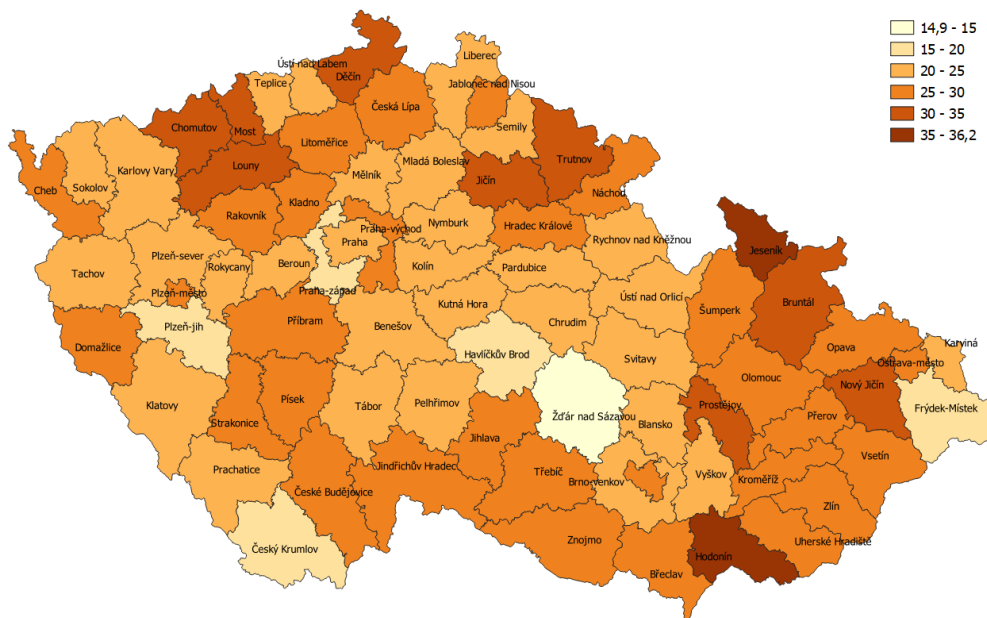 14,9 - 15
15 - 20
20 - 25
25 - 30
30 - 35
35 - 36,2
Liberec
Ústí nad Labem
Děčín
Teplice
Jablonec nad Nisou
Česká Lípa
Chomutov
Most
Semily
Litoměřice
Trutnov
Louny
Mladá Boleslav
Karlovy Vary
Mělník
Jičín
Cheb
Sokolov
Náchod
Kladno
Rakovník
Nymburk
Praha-východ
Hradec Králové
Praha
Rychnov nad Kněžnou
Jeseník
Plzeň-sever
Beroun
Rokycany
Kolín
Pardubice
Tachov
Plzeň-město
Praha-západ
Ústí nad Orlicí
Kutná Hora
Bruntál
Šumperk
Příbram
Chrudim
Benešov
Plzeň-jih
Karviná
Domažlice
Opava
Havlíčkův Brod
Svitavy
Ostrava-město
Olomouc
Nový Jičín
Frýdek-Místek
Písek
Klatovy
Tábor
Pelhřimov
Prostějov
Žďár nad Sázavou
Přerov
Strakonice
Blansko
Jihlava
Vsetín
Prachatice
Jindřichův Hradec
Třebíč
Vyškov
Kroměříž
Brno-venkov
České Budějovice
Zlín
Znojmo
Uherské Hradiště
Český Krumlov
Hodonín
Břeclav